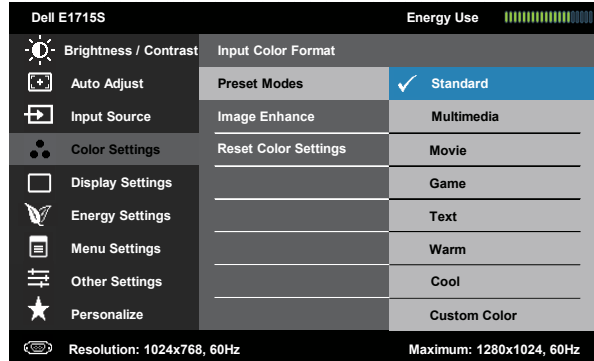 Dell E1715S Energy Use
Brightness / Contrast Input Color Format
Auto Adjust Preset Modes Standard
Input Source Image Enhance Multimedia
Color Settings Reset Color Settings Movie
Display Settings Game
Energy Settings Text
Menu Settings Warm
Other Settings Cool
Personalize Custom Color
Resolution: 1024x768, 60Hz Maximum: 1280x1024, 60Hz